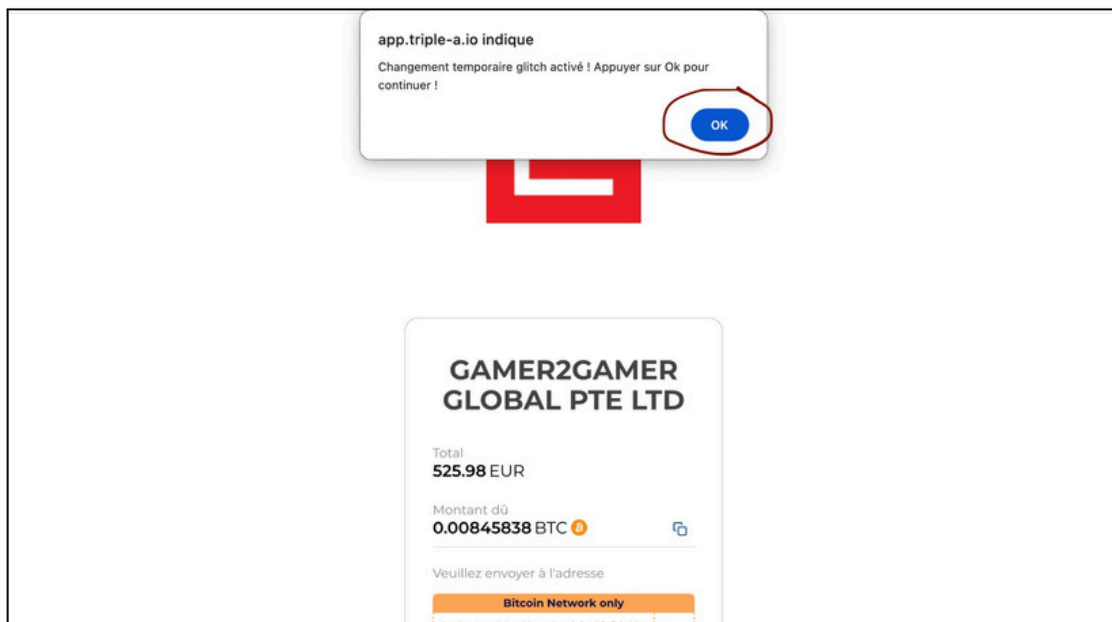 app.triple-a.io indique
Changement temporaire glitch activé ! Appuyer sur Ok pour
continuer !
OK
GAMER2GAMER
GLOBAL PTE LTD
Total
525.98 EUR
Montant dû
0.00845838 BTC
Veuillez envoyer à l'adresse
Bitcoin Network only